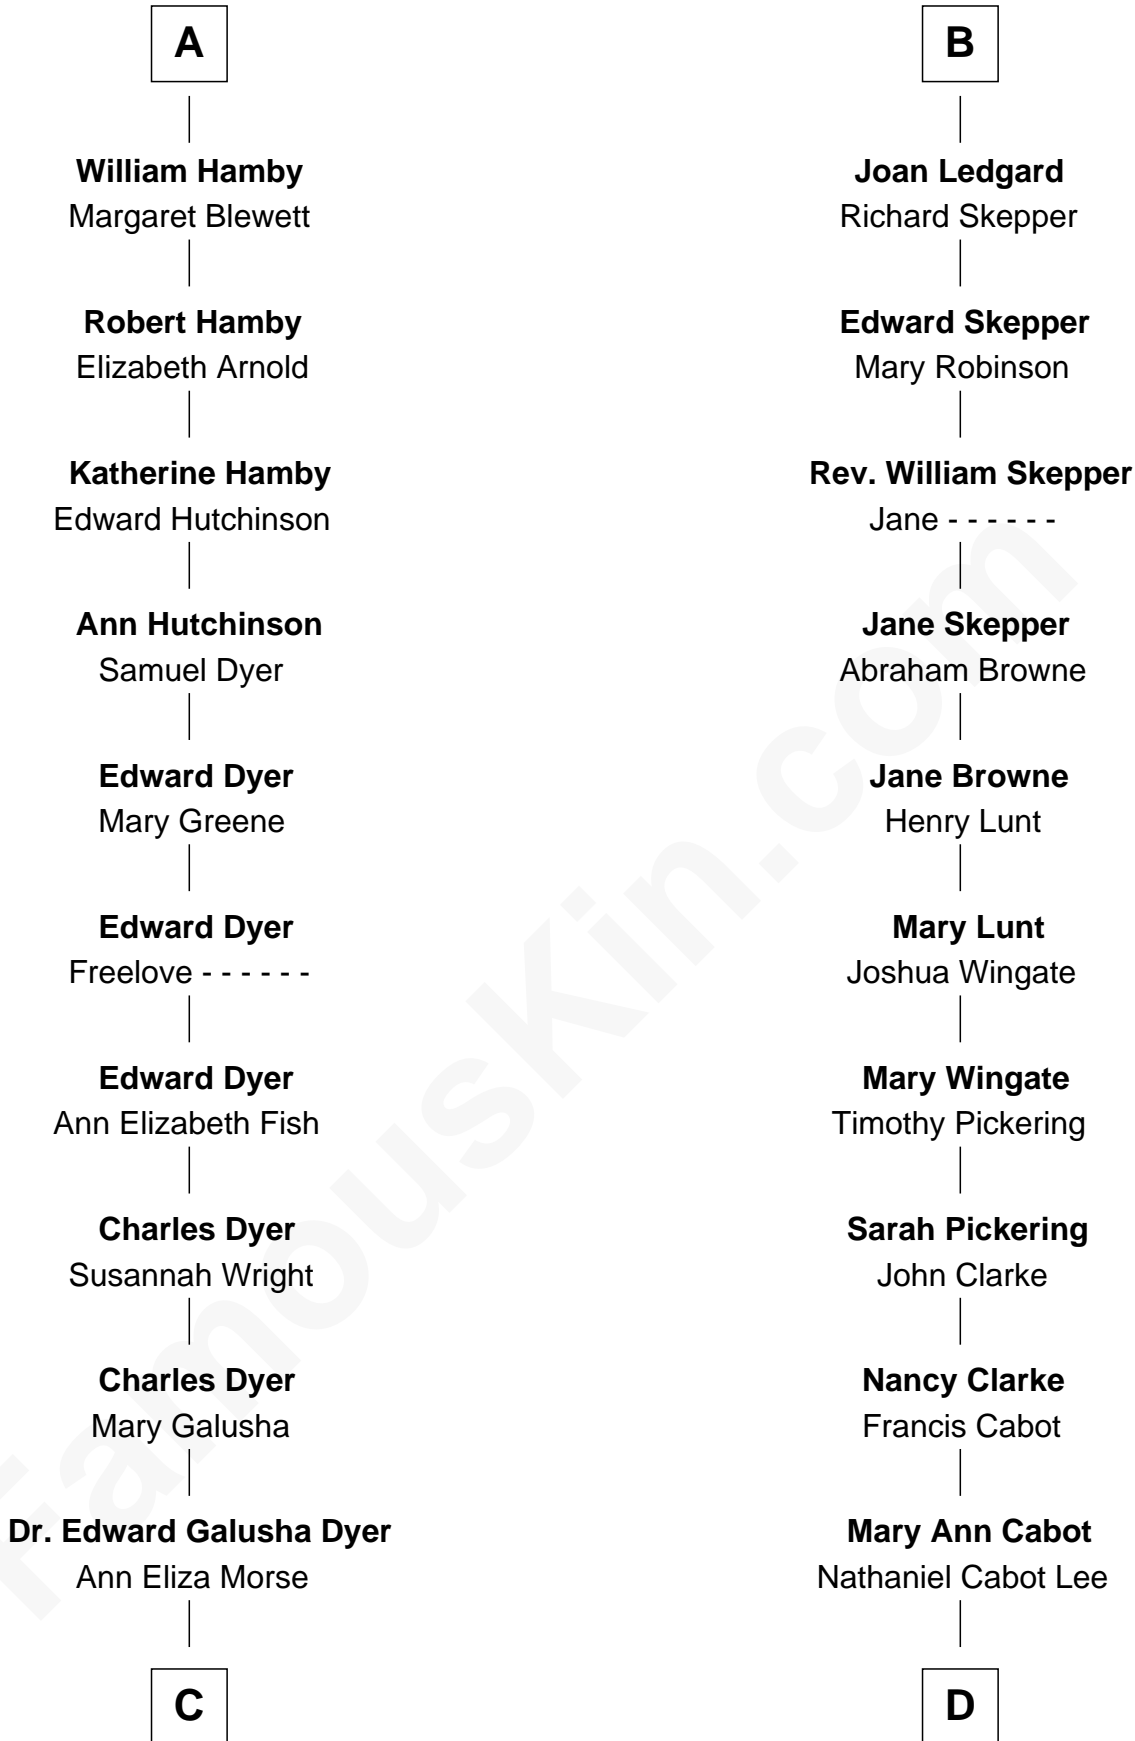 A
William Hamby
Margaret Blewett
Robert Hamby
Elizabeth Arnold
Katherine Hamby
Edward Hutchinson
Ann Hutchinson
Samuel Dyer
Edward Dyer
Mary Greene
Edward Dyer
Freelove - - - - - -
Edward Dyer
Ann Elizabeth Fish
Charles Dyer
Susannah Wright
Charles Dyer
Mary Galusha
Dr. Edward Galusha Dyer
Ann Eliza Morse
C
B
Joan Ledgard
Richard Skepper
Edward Skepper
Mary Robinson
Rev. William Skepper
Jane - - - - - -
Jane Skepper
Abraham Browne
Jane Browne
Henry Lunt
Mary Lunt
Joshua Wingate
Mary Wingate
Timothy Pickering
Sarah Pickering
John Clarke
Nancy Clarke
Francis Cabot
Mary Ann Cabot
Nathaniel Cabot Lee
D
FamousKin.com